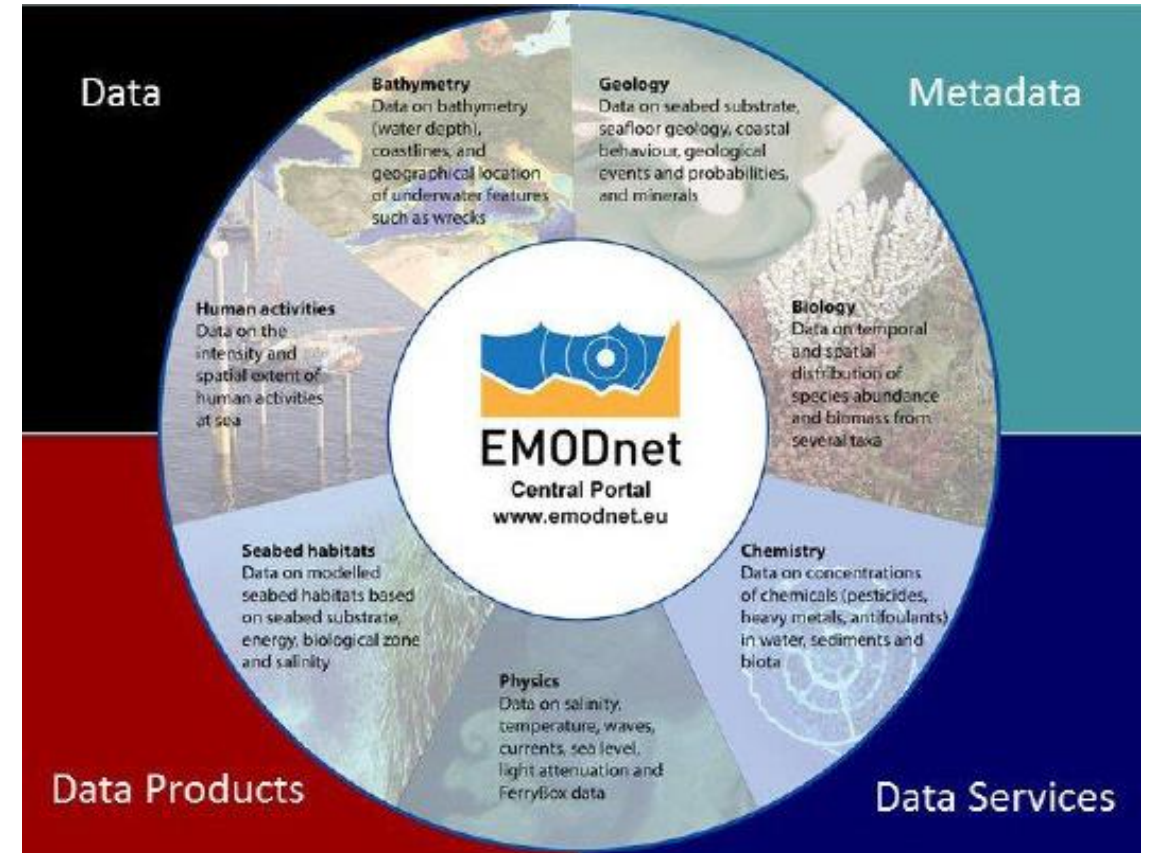 Data
Metadata
Bathymetry
Data on bathymetry
(water depth),
coastlines, and
geographical location
of underwater features
such as wrecks
Geology
Data on seabed substrate,
seafloor geology, coastal
behaviour, geological
events and probabilities,
and minerals
Human activities
Data on the
intensity and
spatial extent of
human activities
at sea
Biology
Data on temporal
and spatial
distribution of
species abundance
and biomass from
several taxa
EMODnet
Central Portal
www.emodnet.eu
Seabed habitats
Data on modelled
seabed habitats based
on seabed substrate,
energy, biological zone
and salinity
Chemistry
Data on concentrations
of chemicals (pesticides,
heavy metals, antifoulants)
in water, sediments and
biota
Physics
Data on salinity,
temperature, waves,
currents, sea level,
light attenuation and
FerryBox data
Data Products
Data Services